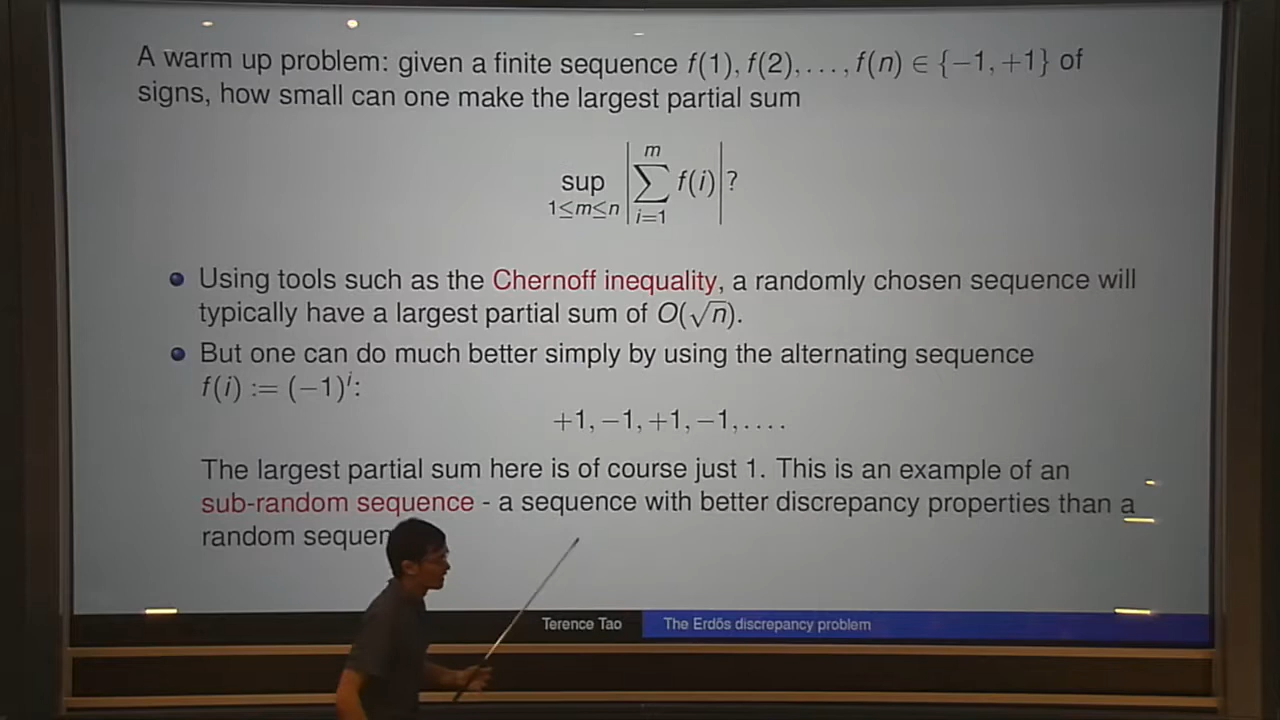 A warm up problem: given a finite sequence f(1), f(2), . . . , f(n) ∈ {−1, +1} of
signs, how small can one make the largest partial sum
sup_{1≤m≤n} |∑_{i=1}^{m} f(i)| ?
Using tools such as the Chernoff inequality, a randomly chosen sequence will
typically have a largest partial sum of O(√n).
But one can do much better simply by using the alternating sequence
f(i) := (−1)^i:
+1, −1, +1, −1, . . . .
The largest partial sum here is of course just 1. This is an example of an
sub-random sequence - a sequence with better discrepancy properties than a
random
Terence Tao The Erdős discrepancy problem